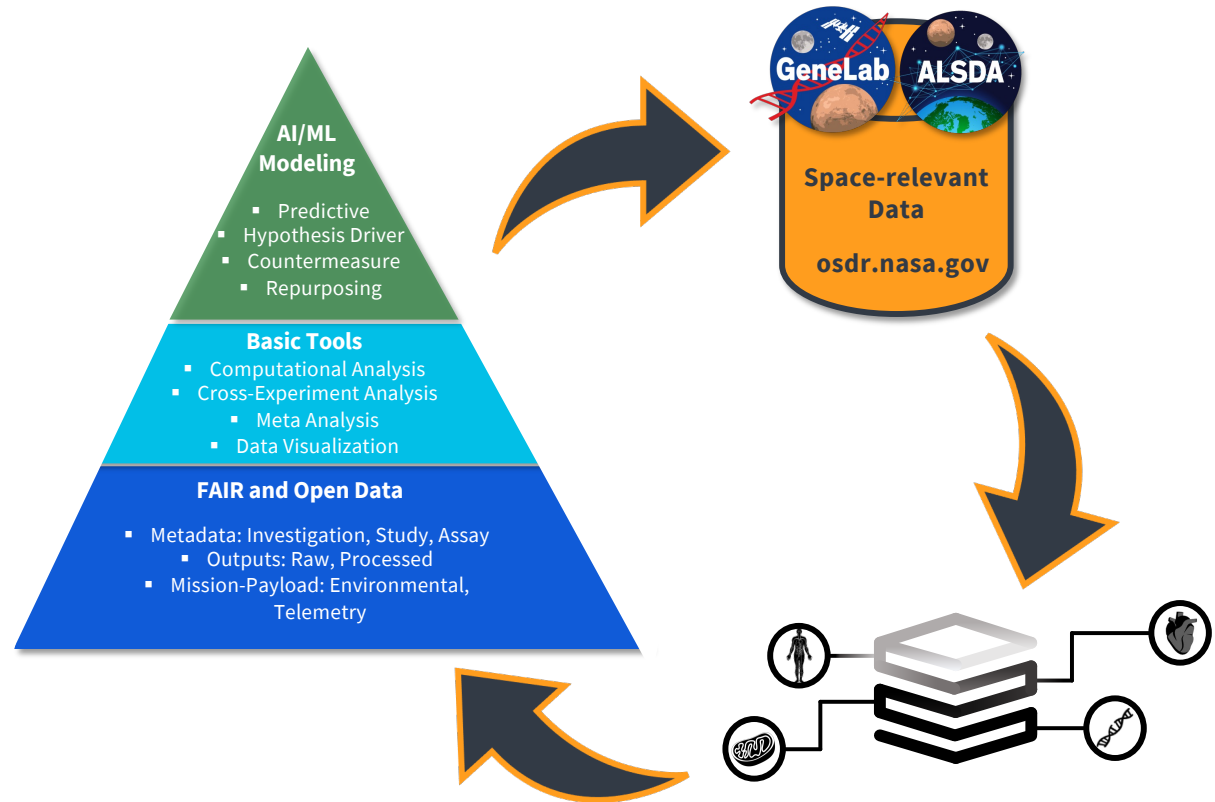 AI/ML
Modeling
▪ Predictive
▪ Hypothesis Driver
▪ Countermeasure
▪ Repurposing
Basic Tools
▪ Computational Analysis
▪ Cross-Experiment Analysis
▪ Meta Analysis
▪ Data Visualization
FAIR and Open Data
▪ Metadata: Investigation, Study, Assay
▪ Outputs: Raw, Processed
▪ Mission-Payload: Environmental,
Telemetry
GeneLab
ALSDA
Space-relevant
Data
osdr.nasa.gov